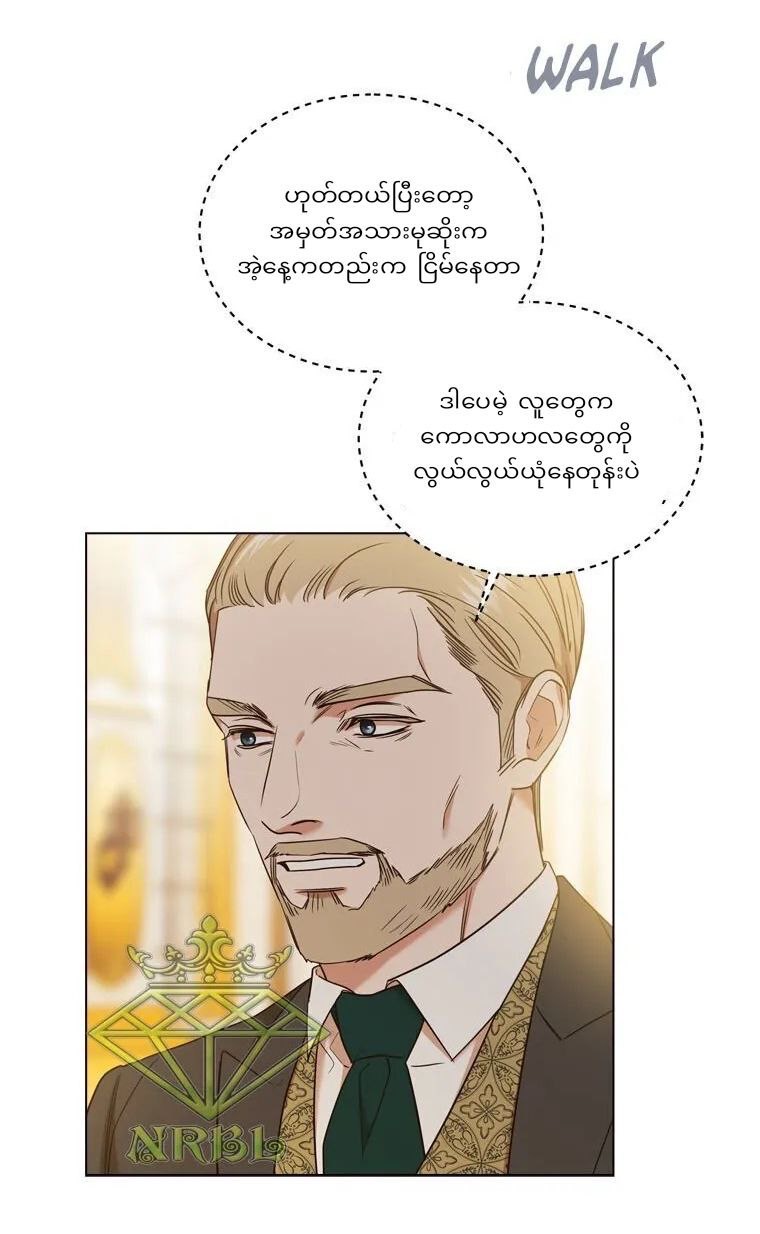 WALK
ဟုတ်တယ်ပြီးတော့
အမှတ်အသားမုဆိုးက
အဲ့နေ့ကတည်းက ငြိမ်နေတာ
ဒါပေမဲ့ လူတွေက
ကောလာဟလတွေကို
လွယ်လွယ်ယုံနေတုန်းပဲ
NRBL